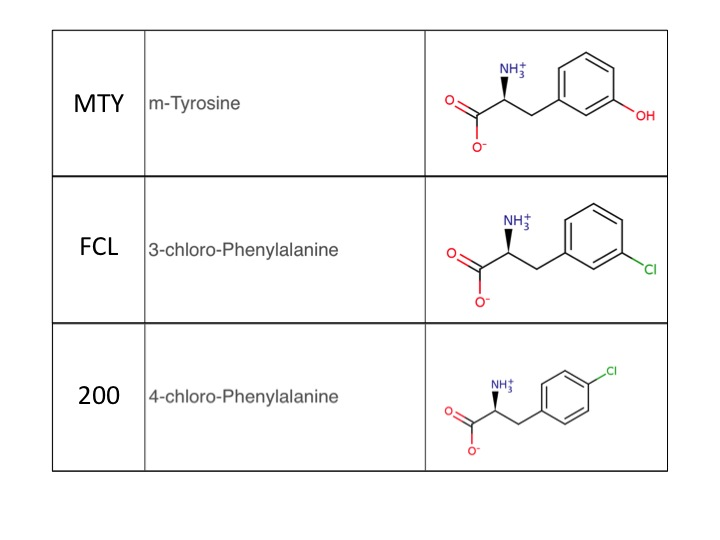 MTY
m-Tyrosine
NH3+
O
O-
OH
FCL
3-chloro-Phenylalanine
NH3+
O
O-
Cl
200
4-chloro-Phenylalanine
NH3+
O
O-
Cl